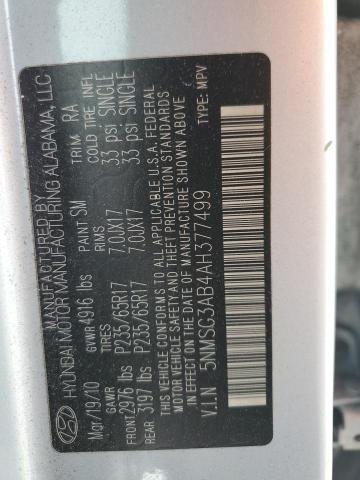 MANUFACTURED BY
HYUNDAI MOTOR MANUFACTURING ALABAMA, LLC
Mar/19/10 GVWR 4916 lbs PAINT SM TRIM RA
GAWR TIRES RIMS COLD TIRE INFL
FRONT 2976 lbs P235/65R17 7.0JX17 33 psi SINGLE
REAR 3197 lbs P235/65R17 7.0JX17 33 psi SINGLE
THIS VEHICLE CONFORMS TO ALL APPLICABLE U.S.A. FEDERAL
MOTOR VEHICLE SAFETY AND THEFT PREVENTION STANDARDS
IN EFFECT ON THE DATE OF MANUFACTURE SHOWN ABOVE
V.I.N 5NMSG3AB4AH377499 TYPE: MPV